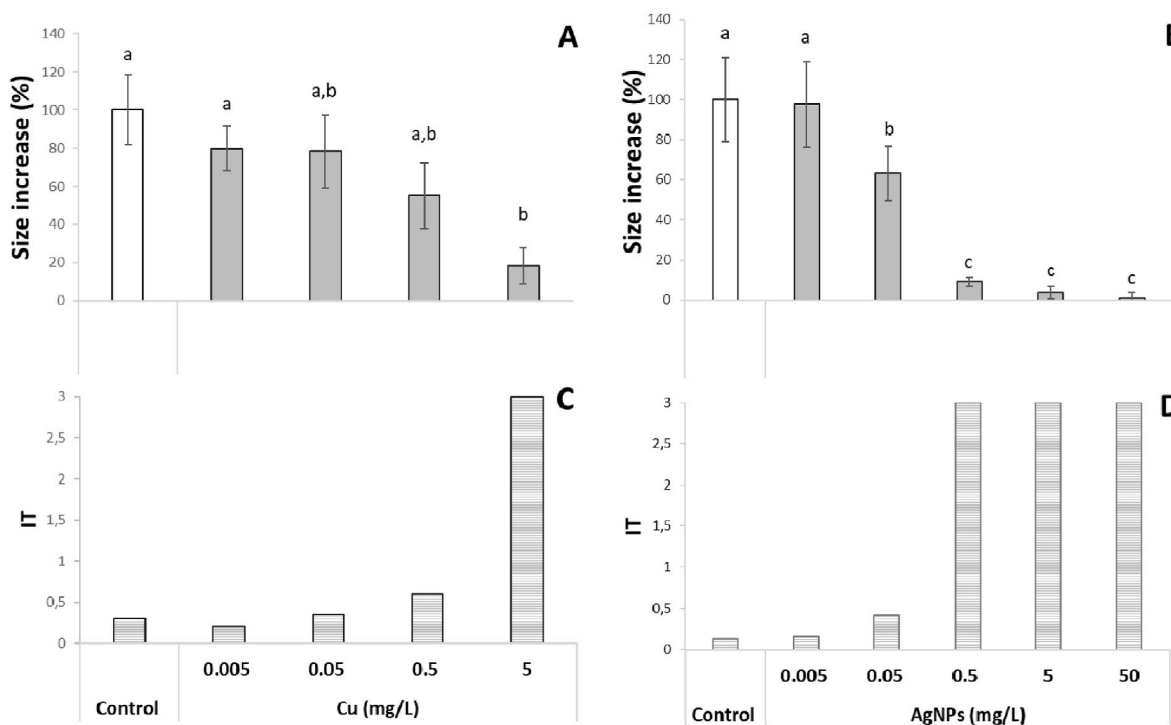 A
Size increase (%)
140
120
100
80
60
40
20
0
a
a
a,b
a,b
b
Size increase (%)
140
120
100
80
60
40
20
0
a
a
b
c
c
c
C
IT
3
2,5
2
1,5
1
0,5
0
0.005 0.05 0.5 5
Control Cu (mg/L)
D
IT
3
2,5
2
1,5
1
0,5
0
0.005 0.05 0.5 5 50
Control AgNPs (mg/L)